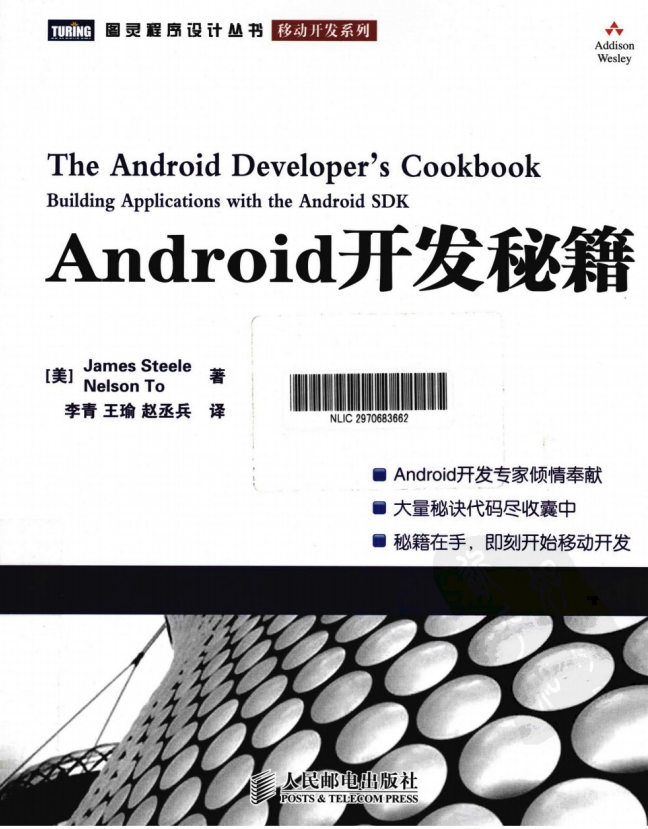 TURING 图灵程序设计丛书 移动开发系列
Addison
Wesley
The Android Developer's Cookbook
Building Applications with the Android SDK
Android开发秘籍
[美] James Steele
Nelson To 著
李青 王瑜 赵丞兵 译
NLIC 2970683662
Android开发专家倾情奉献
大量秘诀代码尽收囊中
秘籍在手，即刻开始移动开发
人民邮电出版社
POSTS & TELECOM PRESS